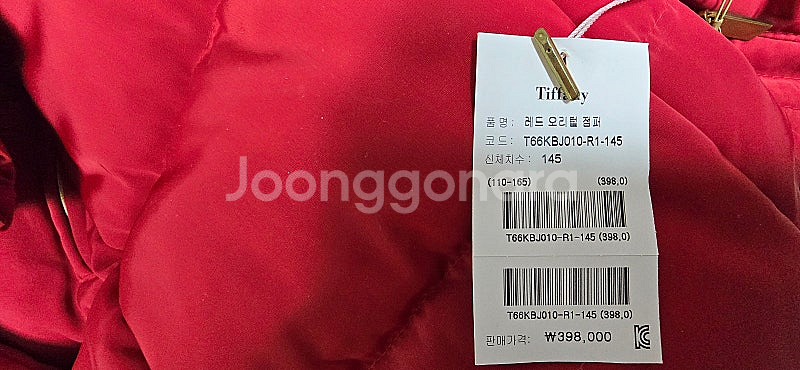 Tiffany
품 명 : 레드 오리털 점퍼
코 드 : T66KBJ010-R1-145
신체치수 : 145
(110-165) (398,0)
T66KBJ010-R1-145 (398,0)
T66KBJ010-R1-145 (398,0)
판매가격: ₩398,000
Joonggonara